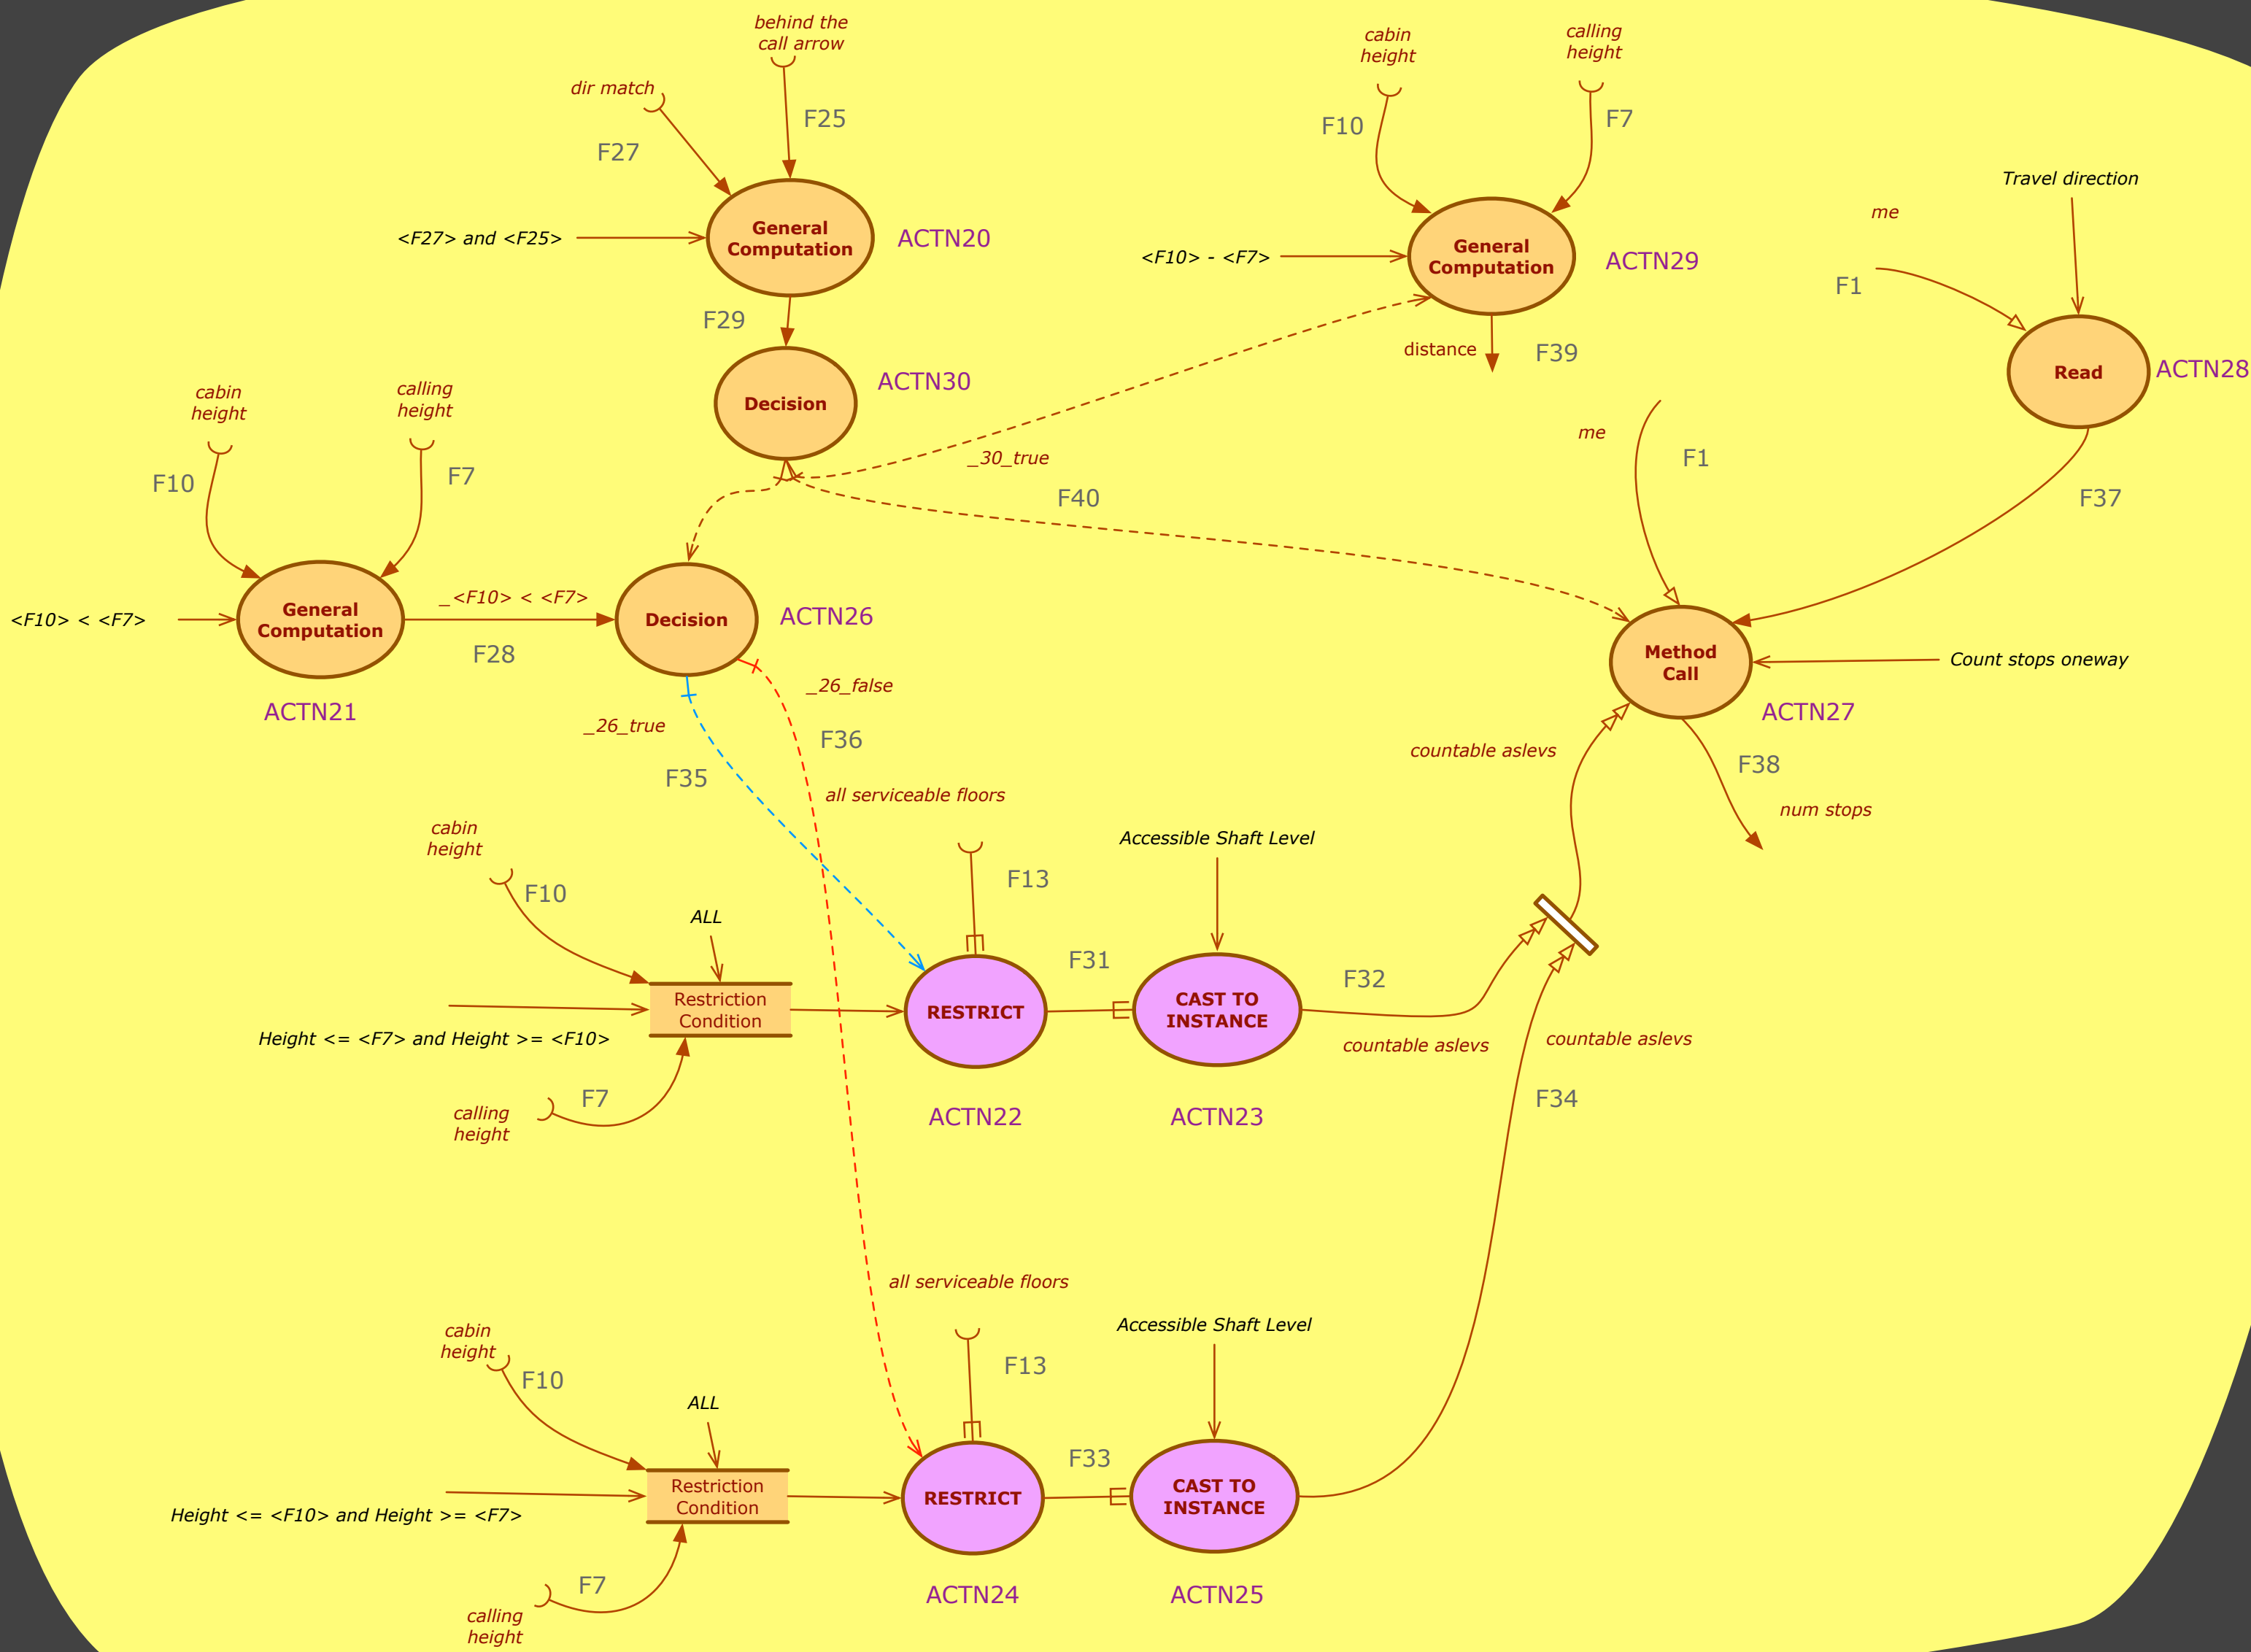 behind the
call arrow
dir match
F25
F27
<F27> and <F25>
General
Computation
ACTN20
F29
Decision
ACTN30
cabin
height
calling
height
F10
F7
<F10> - <F7>
General
Computation
ACTN29
distance
F39
Travel direction
me
F1
Read
ACTN28
me
F1
F37
_30_true
F40
cabin
height
calling
height
F10
F7
<F10> < <F7>
General
Computation
ACTN21
_<F10> < <F7>
F28
Decision
ACTN26
_26_false
F36
_26_true
F35
Method
Call
ACTN27
Count stops oneway
countable aslevs
F38
num stops
all serviceable floors
F13
cabin
height
F10
ALL
Restriction
Condition
Height <= <F7> and Height >= <F10>
F7
calling
height
RESTRICT
ACTN22
F31
Accessible Shaft Level
CAST TO
INSTANCE
ACTN23
F32
countable aslevs
countable aslevs
F34
all serviceable floors
F13
cabin
height
F10
ALL
Restriction
Condition
Height <= <F10> and Height >= <F7>
F7
calling
height
RESTRICT
ACTN24
F33
Accessible Shaft Level
CAST TO
INSTANCE
ACTN25